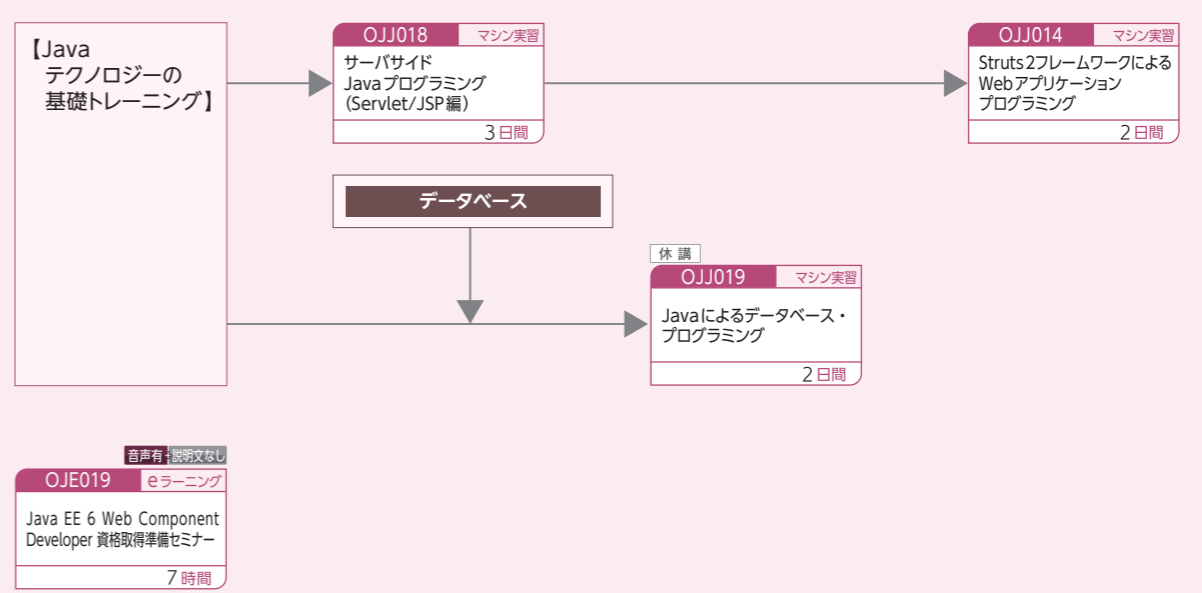 【Java
テクノロジーの
基礎トレーニング】
OJJ018 マシン実習
サーバサイド
Javaプログラミング
（Servlet/JSP編）
3日間
OJJ014 マシン実習
Struts2フレームワークによる
Webアプリケーション
プログラミング
2日間
データベース
休講
OJJ019 マシン実習
Javaによるデータベース・
プログラミング
2日間
音声有・説明文なし
OJE019 eラーニング
Java EE 6 Web Component
Developer 資格取得準備セミナー
7時間